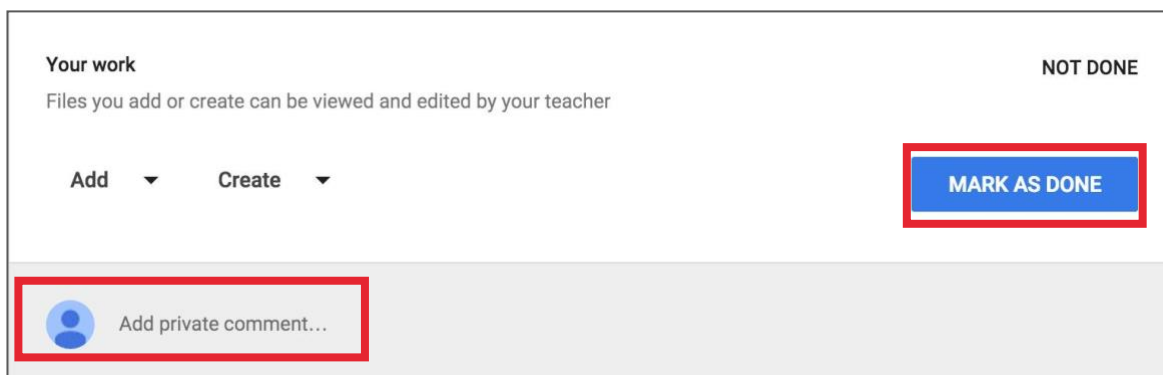 Your work
NOT DONE
Files you add or create can be viewed and edited by your teacher
Add Create
MARK AS DONE
Add private comment...